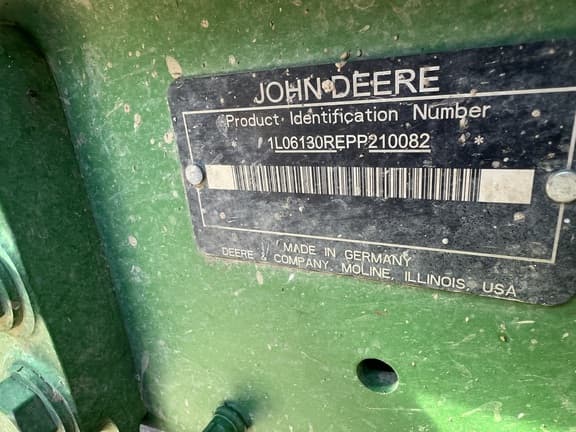 JOHN DEERE
Product Identification Number
1L06130REPP210082 *
MADE IN GERMANY
DEERE & COMPANY, MOLINE, ILLINOIS, USA